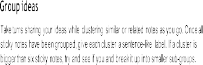 Group ideas
Take turns sharing your ideas while clustering similar or related notes as you go. Once all
sticky notes have been grouped, give each cluster a sentence-like label. If a cluster is
bigger than six sticky notes, try and see if you and break it up into smaller sub-groups.